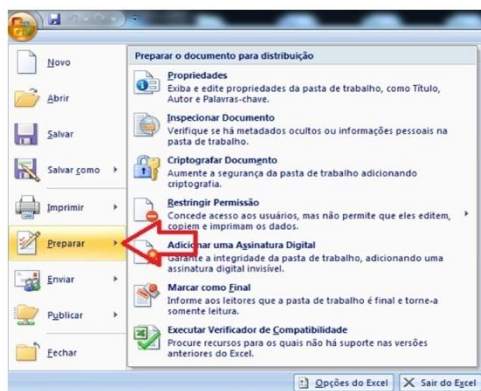 Novo
Abrir
Salvar
Salvar como
Imprimir
Preparar
Enviar
Publicar
Fechar
Preparar o documento para distribuição
Propriedades
Exiba e edite propriedades da pasta de trabalho, como Título,
Autor e Palavras-chave.
Inspecionar Documento
Verifique se há metadados ocultos ou informações pessoais na
pasta de trabalho.
Criptografar Documento
Aumente a segurança da pasta de trabalho adicionando
criptografia.
Restringir Permissão
Concede acesso aos usuários, mas não permite que eles editem,
copiem e imprimam os dados.
Adicionar uma Assinatura Digital
Garante a integridade da pasta de trabalho, adicionando uma
assinatura digital invisível.
Marcar como Final
Informe aos leitores que a pasta de trabalho é final e torne-a
somente leitura.
Executar Verificador de Compatibilidade
Procure recursos para os quais não há suporte nas versões
anteriores do Excel.
Opções do Excel
Sair do Excel